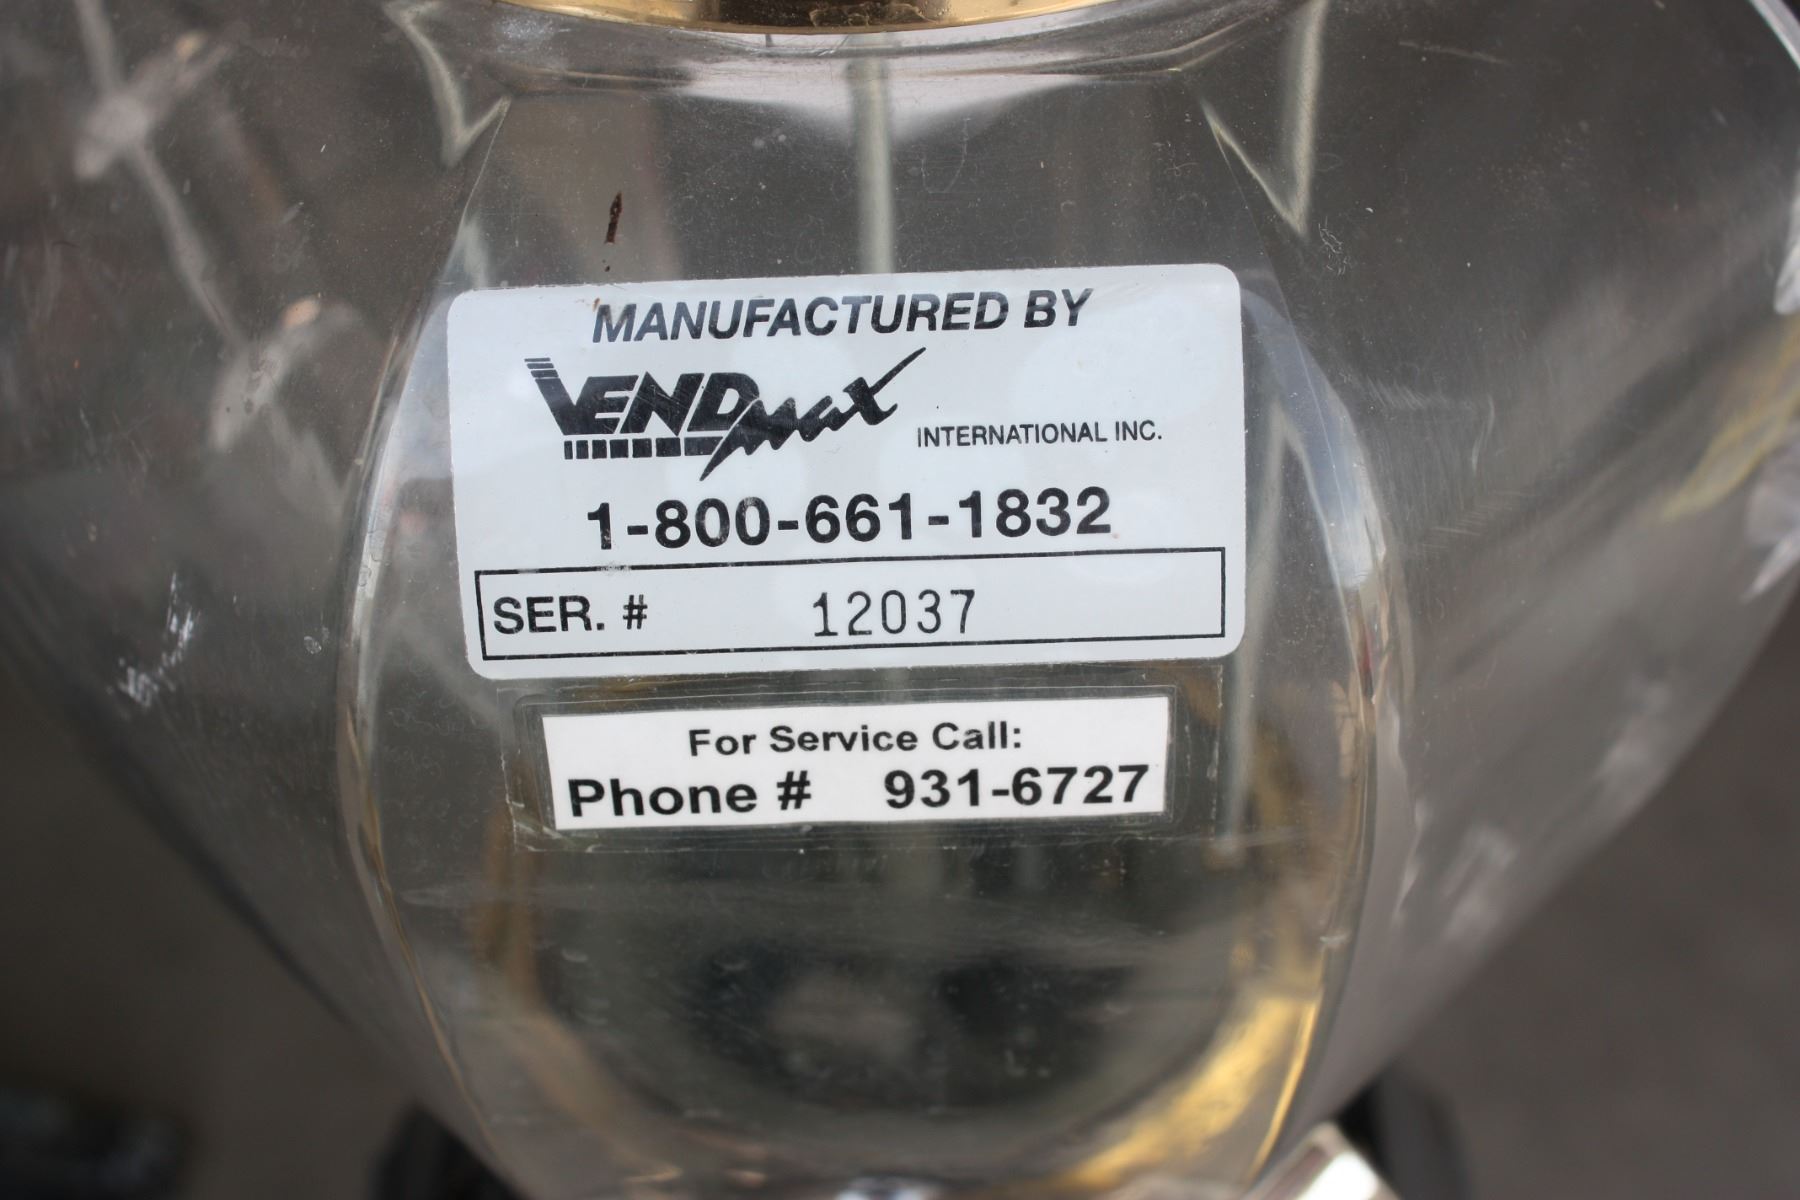 MANUFACTURED BY
VENDmax INTERNATIONAL INC.
1-800-661-1832
SER. # 12037
For Service Call:
Phone # 931-6727